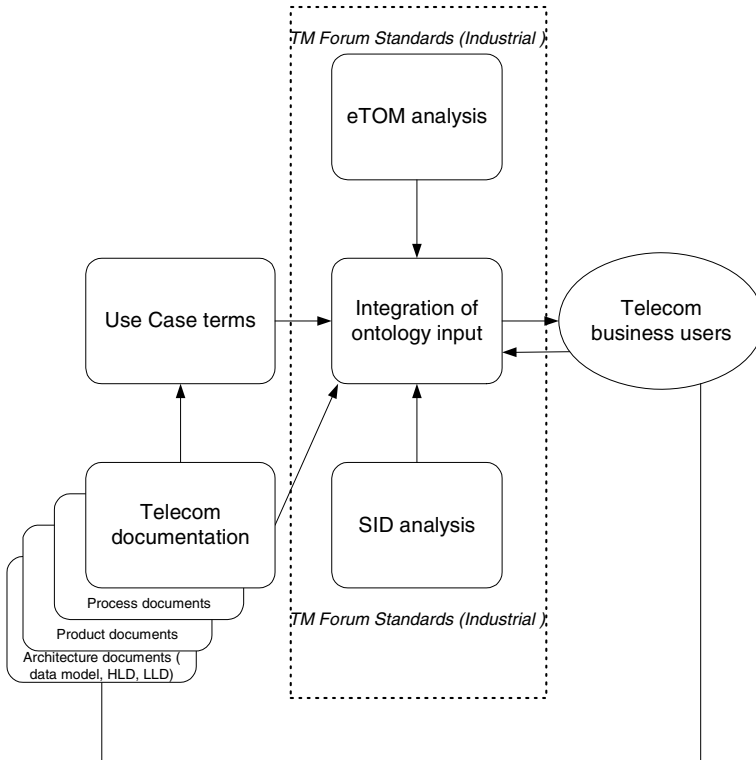 TM Forum Standards (Industrial )
eTOM analysis
Use Case terms
Integration of
ontology input
Telecom
business users
Telecom
documentation
SID analysis
Process documents
TM Forum Standards (Industrial )
Product documents
Architecture documents (
data model, HLD, LLD)